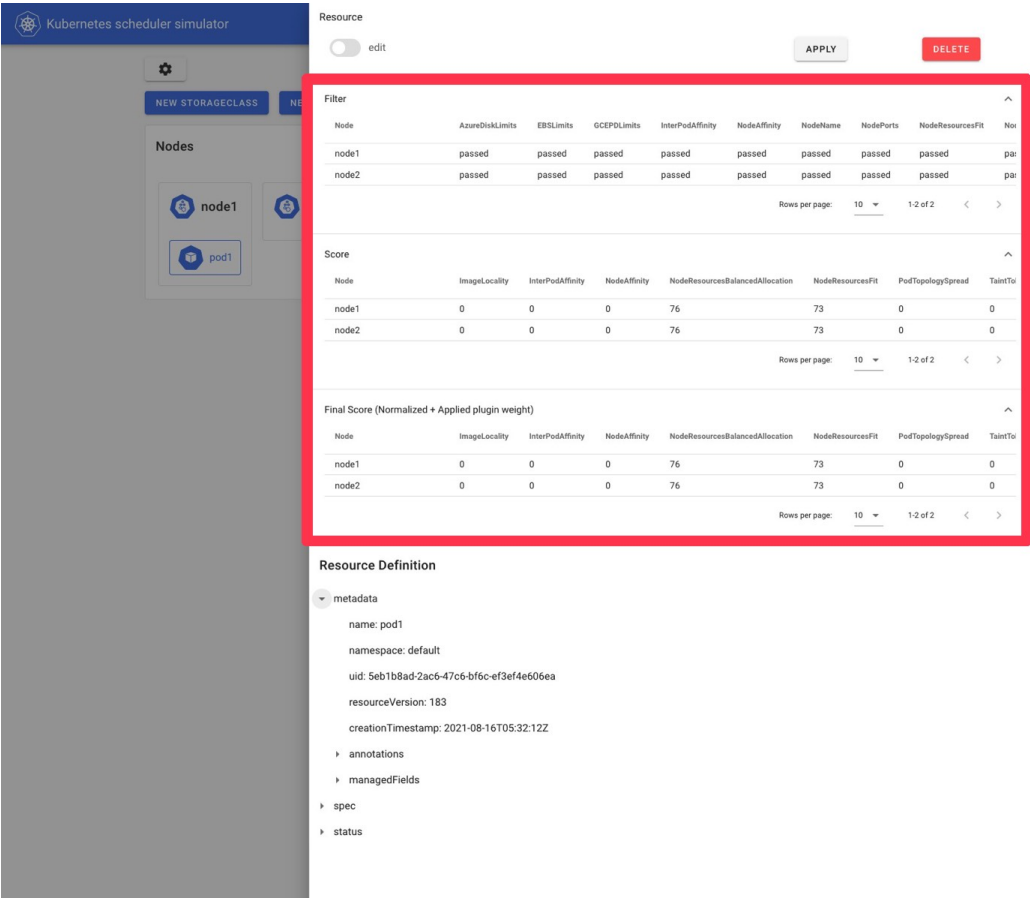 Kubernetes scheduler simulator
NEW STORAGECLASS
Nodes
node1
pod1
Resource
edit
APPLY
DELETE
Filter
Node AzureDiskLimits EBSLimits GCEPDLimits InterPodAffinity NodeAffinity NodeName NodePorts NodeResourcesFit
node1 passed passed passed passed passed passed passed passed
node2 passed passed passed passed passed passed passed passed
Rows per page: 10 1-2 of 2
Score
Node ImageLocality InterPodAffinity NodeAffinity NodeResourcesBalancedAllocation NodeResourcesFit PodTopologySpread
node1 0 0 0 76 73 0 0
node2 0 0 0 76 73 0 0
Rows per page: 10 1-2 of 2
Final Score (Normalized + Applied plugin weight)
Node ImageLocality InterPodAffinity NodeAffinity NodeResourcesBalancedAllocation NodeResourcesFit PodTopologySpread
node1 0 0 0 76 73 0 0
node2 0 0 0 76 73 0 0
Rows per page: 10 1-2 of 2
Resource Definition
metadata
name: pod1
namespace: default
uid: 5eb1b8ad-2ac6-47c6-bf6c-ef3ef4e606ea
resourceVersion: 183
creationTimestamp: 2021-08-16T05:32:12Z
annotations
managedFields
spec
status